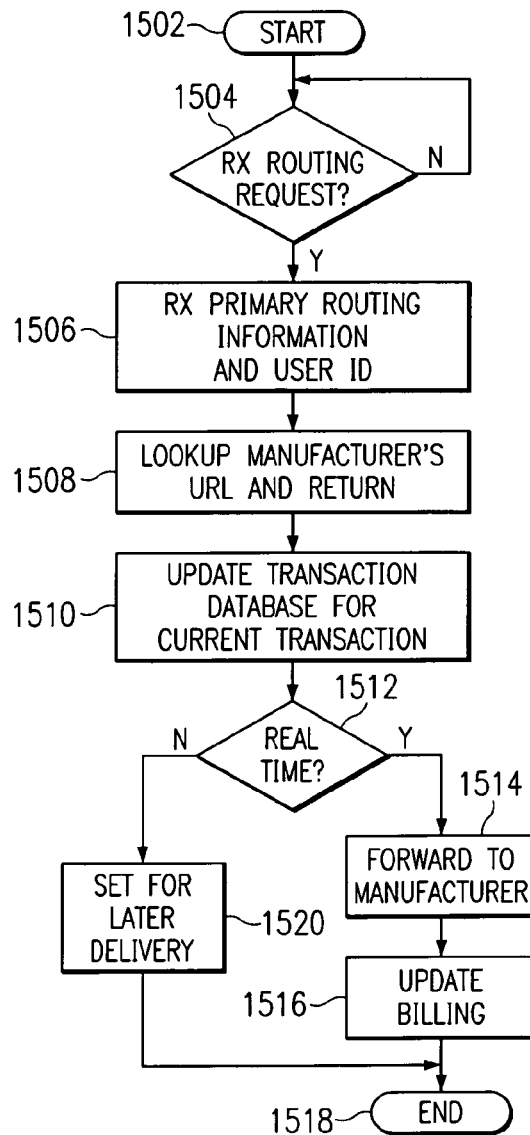 1502
START
1504
RX ROUTING
REQUEST?
N
Y
1506
RX PRIMARY ROUTING
INFORMATION
AND USER ID
1508
LOOKUP MANUFACTURER'S
URL AND RETURN
1510
UPDATE TRANSACTION
DATABASE FOR
CURRENT TRANSACTION
1512
N
REAL
TIME?
Y
1514
FORWARD TO
MANUFACTURER
SET FOR
LATER
DELIVERY
1520
1516
UPDATE
BILLING
1518
END